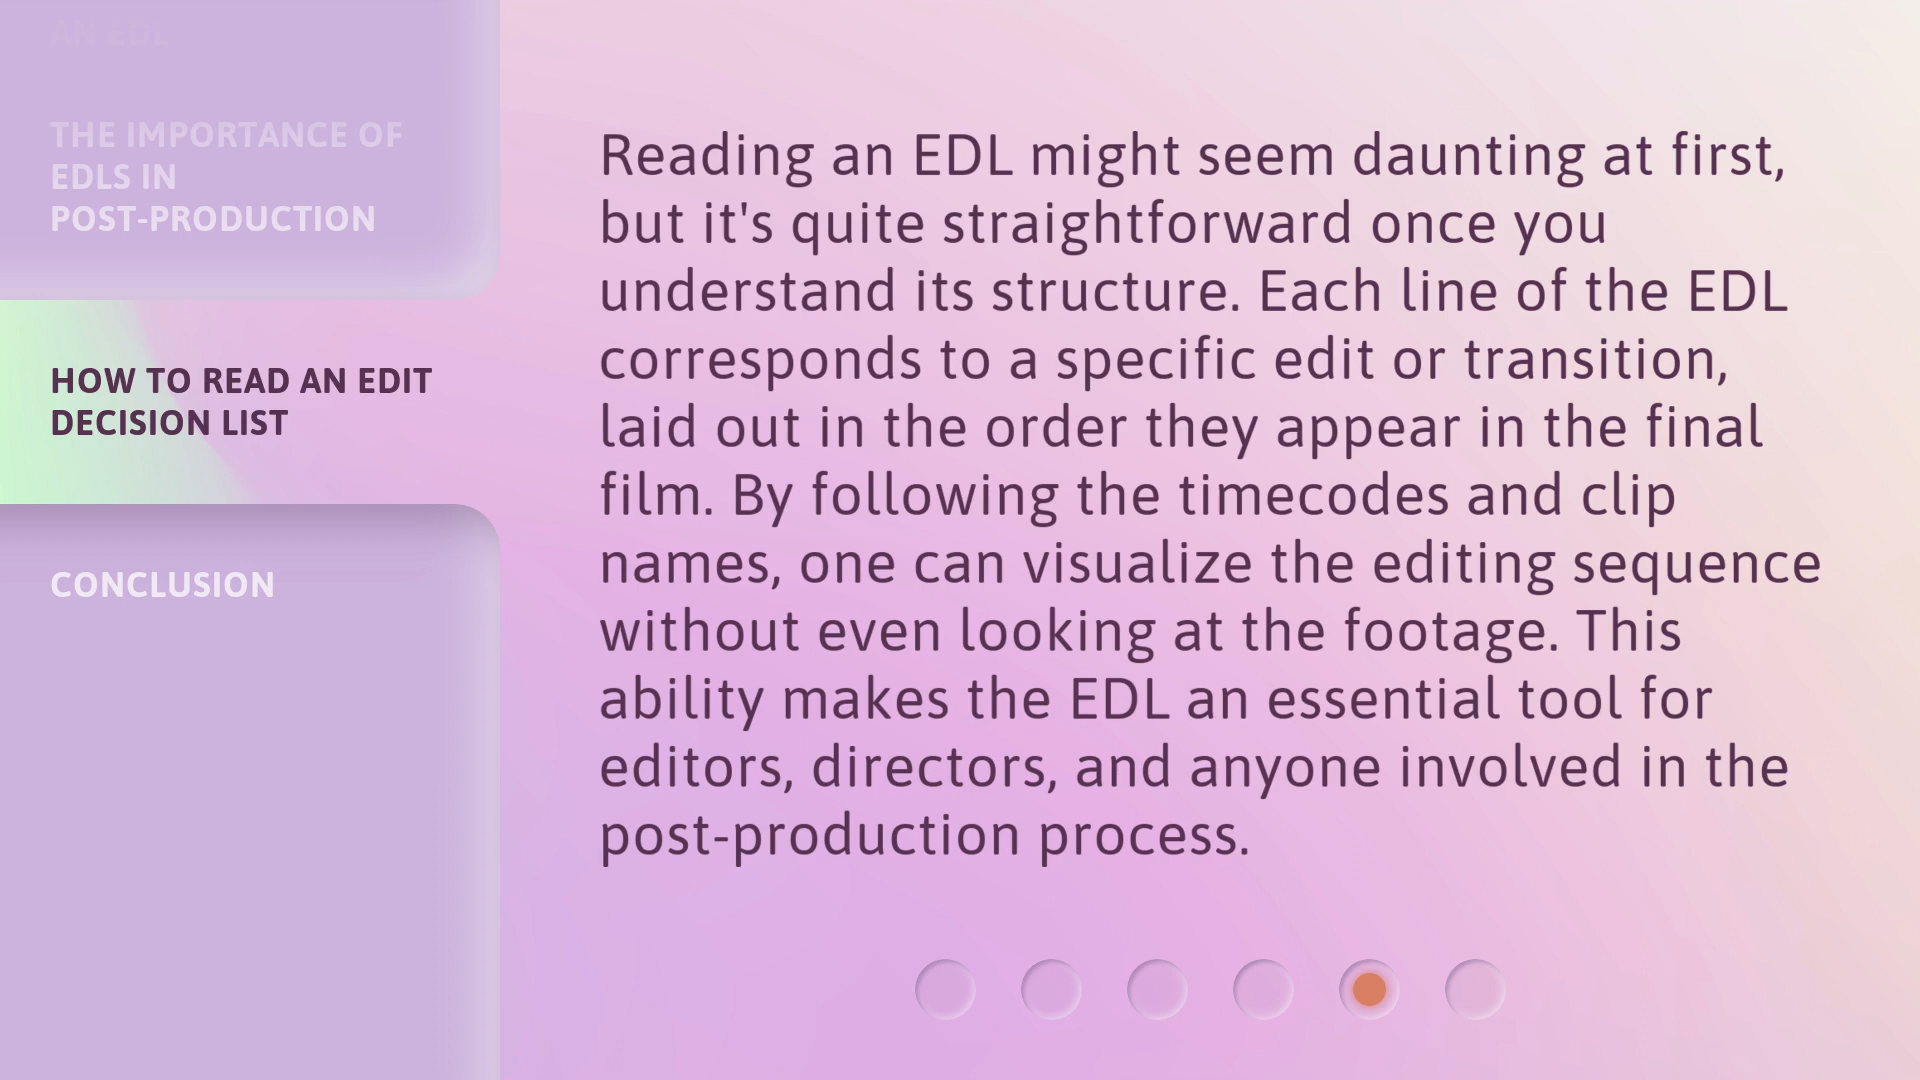 AN EDL
THE IMPORTANCE OF
EDLS IN
POST-PRODUCTION
HOW TO READ AN EDIT
DECISION LIST
CONCLUSION
Reading an EDL might seem daunting at first,
but it's quite straightforward once you
understand its structure. Each line of the EDL
corresponds to a specific edit or transition,
laid out in the order they appear in the final
film. By following the timecodes and clip
names, one can visualize the editing sequence
without even looking at the footage. This
ability makes the EDL an essential tool for
editors, directors, and anyone involved in the
post-production process.